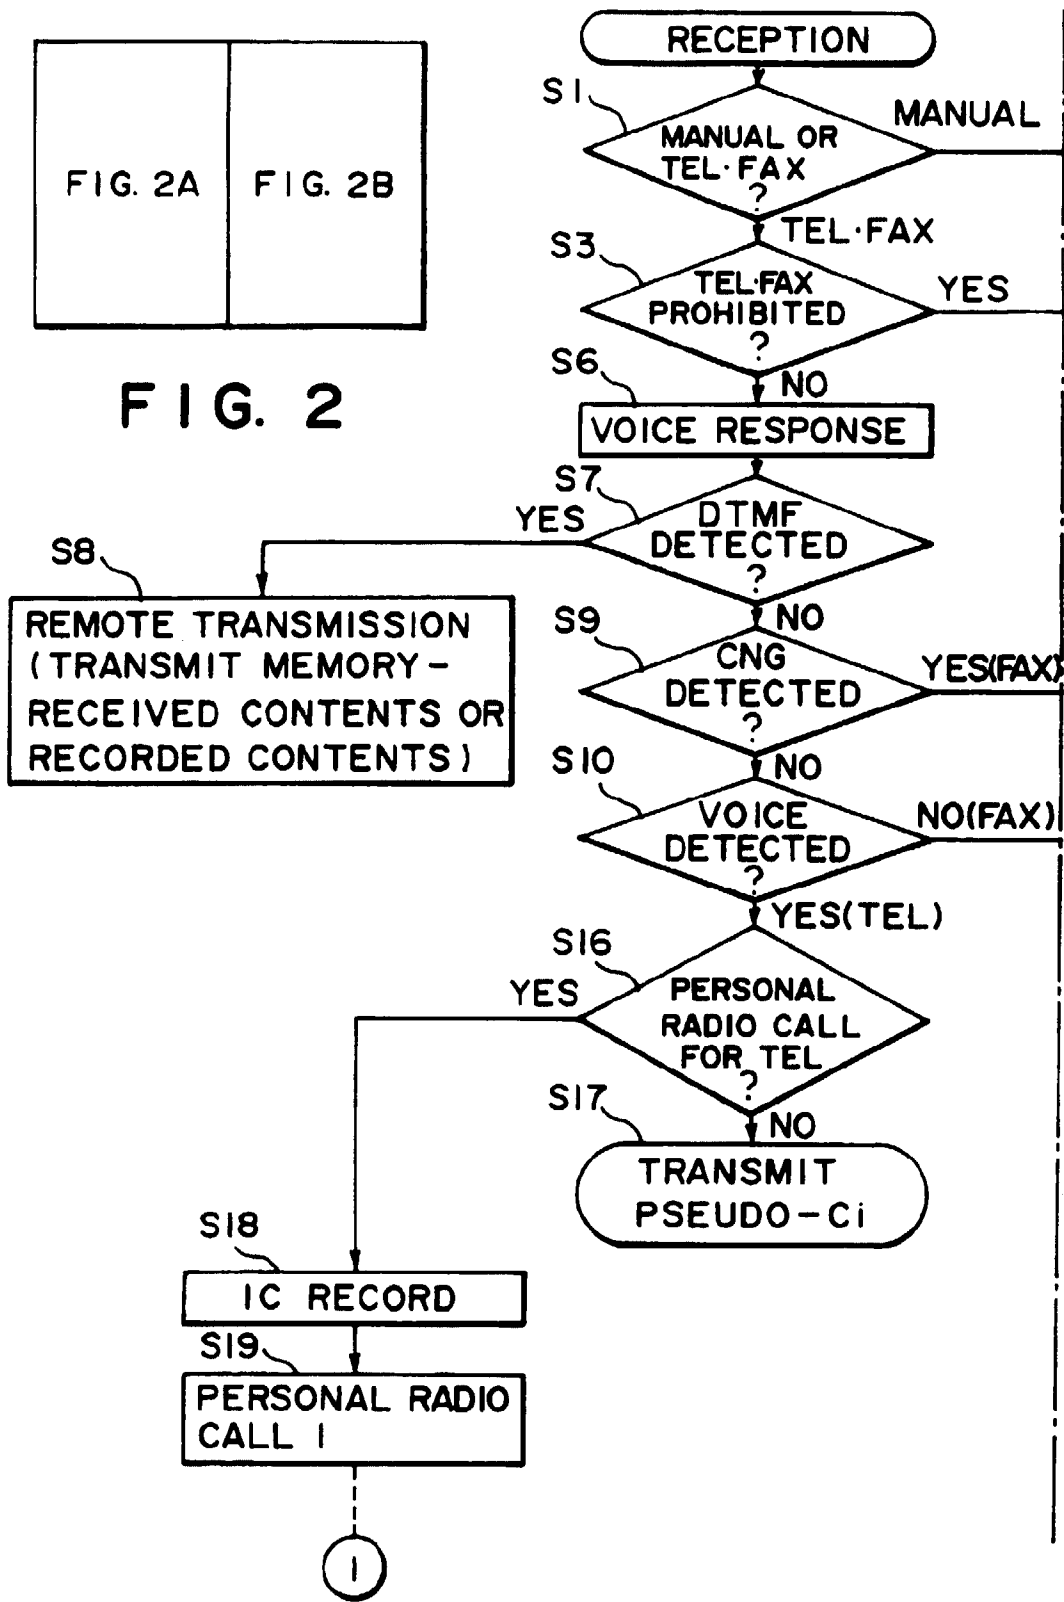 FIG. 2A
FIG. 2B
FIG. 2
RECEPTION
S1
MANUAL OR
TEL·FAX
?
MANUAL
TEL·FAX
S3
TEL·FAX
PROHIBITED
?
YES
NO
S6
VOICE RESPONSE
S7
DTMF
DETECTED
?
YES
S8
REMOTE TRANSMISSION
(TRANSMIT MEMORY-
RECEIVED CONTENTS OR
RECORDED CONTENTS)
NO
S9
CNG
DETECTED
?
YES(FAX)
NO
S10
VOICE
DETECTED
?
NO(FAX)
YES(TEL)
S16
PERSONAL
RADIO CALL
FOR TEL
?
YES
NO
S17
TRANSMIT
PSEUDO-Ci
S18
IC RECORD
S19
PERSONAL RADIO
CALL 1
1